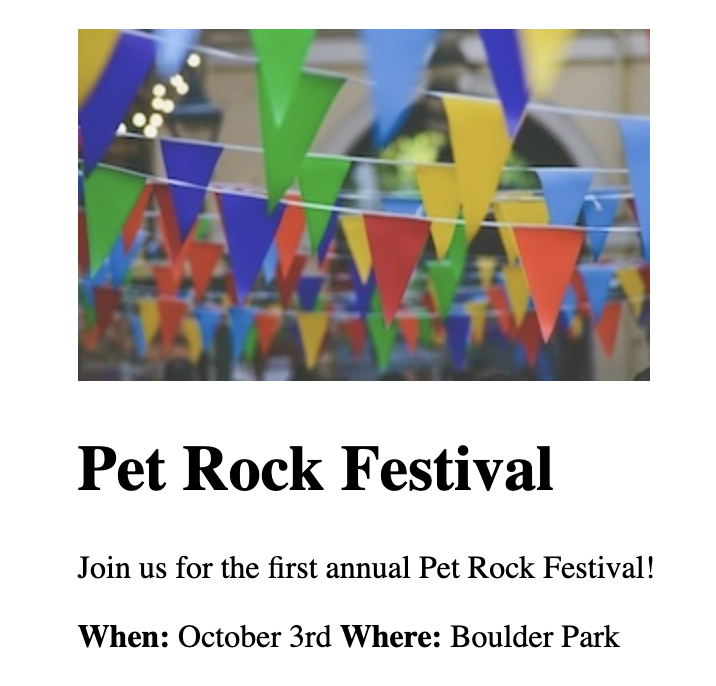 Pet Rock Festival
Join us for the first annual Pet Rock Festival!
When: October 3rd Where: Boulder Park